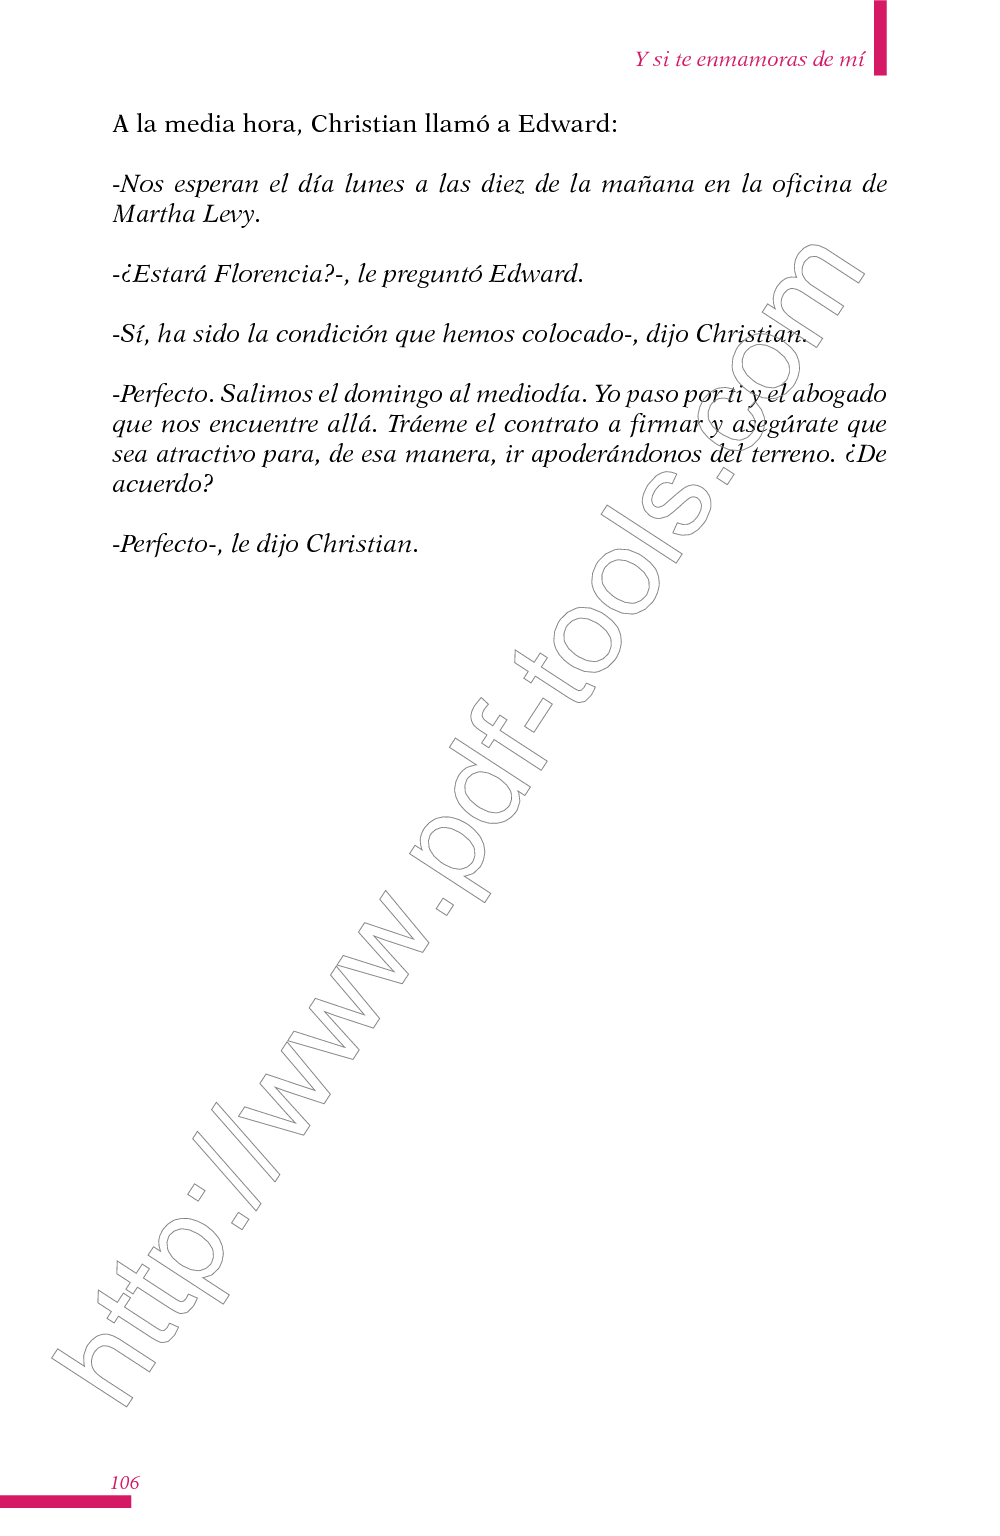 Y si te enmamoras de mí
A la media hora, Christian llamó a Edward:
-Nos esperan el día lunes a las diez de la mañana en la oficina de
Martha Levy.
-¿Estará Florencia?-, le preguntó Edward.
-Sí, ha sido la condición que hemos colocado-, dijo Christian.
-Perfecto. Salimos el domingo al mediodía. Yo paso por ti y el abogado
que nos encuentre allá. Tráeme el contrato a firmar y asegúrate que
sea atractivo para, de esa manera, ir apoderándonos del terreno. ¿De
acuerdo?
-Perfecto-, le dijo Christian.
http://www.pdf-tools.com
106